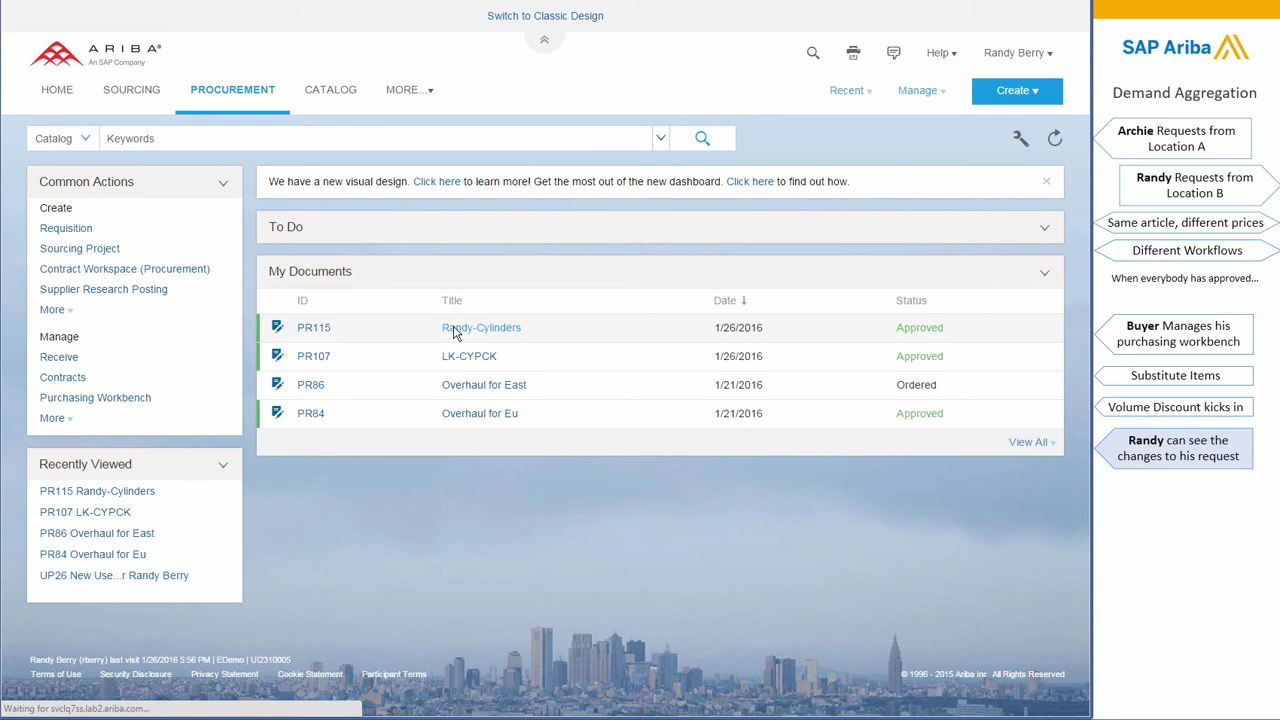 Switch to Classic Design
ARIBA®
An SAP Company
Help
Randy Berry
HOME
SOURCING
PROCUREMENT
CATALOG
MORE...
Recent
Manage
Create
Catalog
Keywords
Common Actions
Create
Requisition
Sourcing Project
Contract Workspace (Procurement)
Supplier Research Posting
More
Manage
Receive
Contracts
Purchasing Workbench
More
Recently Viewed
PR115 Randy-Cylinders
PR107 LK-CYPCK
PR86 Overhaul for East
PR84 Overhaul for Eu
UP26 New Use...r Randy Berry
We have a new visual design. Click here to learn more! Get the most out of the new dashboard. Click here to find out how.
To Do
My Documents
ID Title Date ↓ Status
PR115 Randy-Cylinders 1/26/2016 Approved
PR107 LK-CYPCK 1/26/2016 Approved
PR86 Overhaul for East 1/21/2016 Ordered
PR84 Overhaul for Eu 1/21/2016 Approved
View All
Randy Berry (rberry) last visit 1/26/2016 5:56 PM | EDemo | UI2310005
Terms of Use Security Disclosure Privacy Statement Cookie Statement Participant Terms
© 1996 - 2015 Ariba Inc. All Rights Reserved
Waiting for svclq7ss.lab2.ariba.com...
SAP Ariba
Demand Aggregation
Archie Requests from
Location A
Randy Requests from
Location B
Same article, different prices
Different Workflows
When everybody has approved...
Buyer Manages his
purchasing workbench
Substitute Items
Volume Discount kicks in
Randy can see the
changes to his request